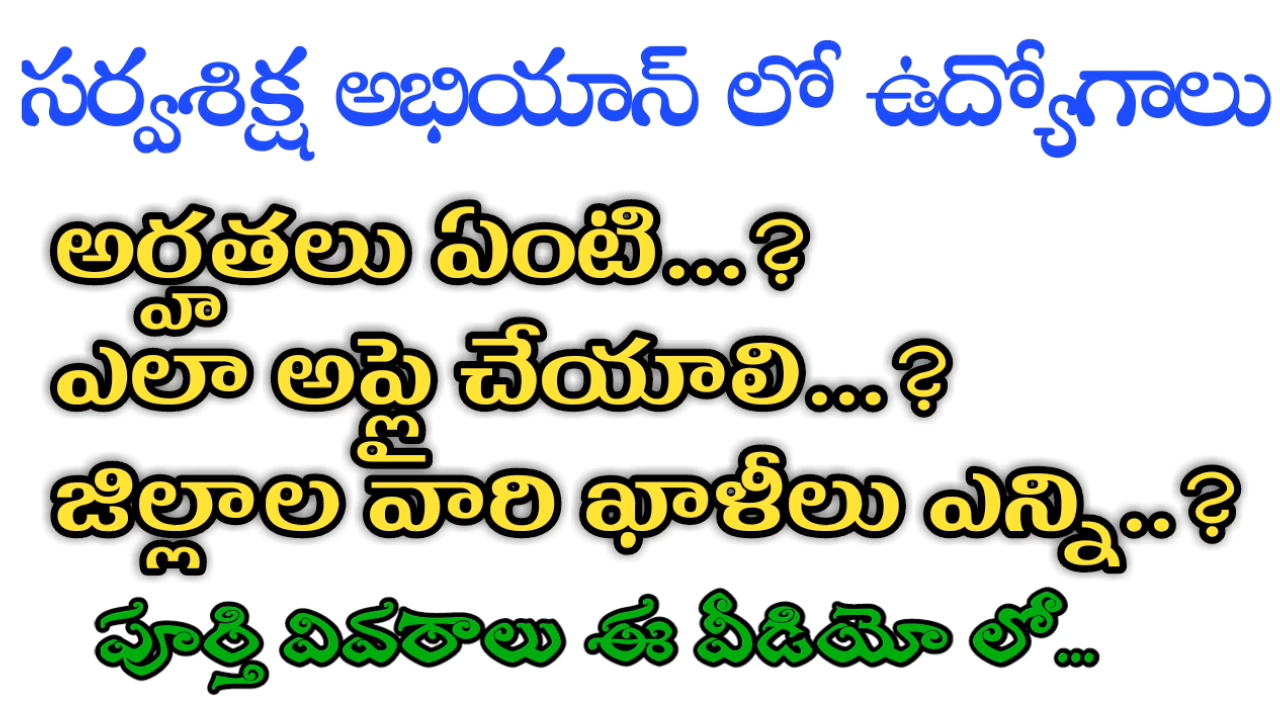 సర్వశిక్ష అభియాన్ లో ఉద్యోగాలు
అర్హతలు ఏంటి...?
ఎలా అప్లై చేయాలి...?
జిల్లాల వారి ఖాళీలు ఎన్ని..?
పూర్తి వివరాలు ఈ వీడియో లో...